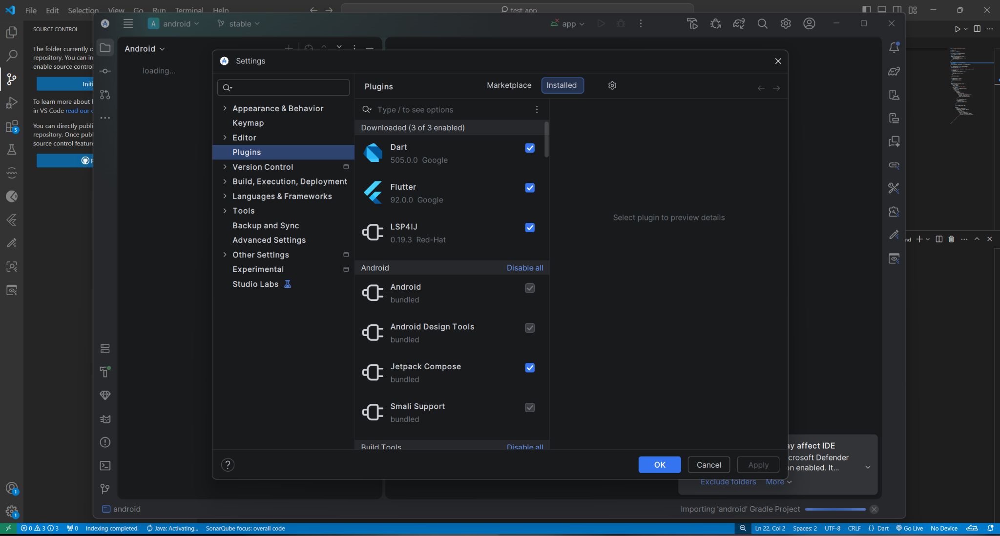 File Edit Selection View Go Run Terminal Help
test_app
SOURCE CONTROL
The folder currently o
repository. You can in
enable source control
Initi
To learn more about h
in VS Code read our
You can directly publi
repository. Once publ
source control feature
A android
stable
app
Android
loading...
Settings
Appearance & Behavior
Keymap
Editor
Plugins
Version Control
Build, Execution, Deployment
Languages & Frameworks
Tools
Backup and Sync
Advanced Settings
Other Settings
Experimental
Studio Labs
Plugins
Marketplace
Installed
Type / to see options
Downloaded (3 of 3 enabled)
Dart
505.0.0 Google
Flutter
92.0.0 Google
LSP4IJ
0.19.3 Red-Hat
Android
Disable all
Android
bundled
Android Design Tools
bundled
Jetpack Compose
bundled
Smali Support
bundled
Build Tools
Disable all
Select plugin to preview details
?
OK
Cancel
Apply
ay affect IDE
crosoft Defender
on enabled. It...
Exclude folders
More
5
1
1
android
Importing 'android' Gradle Project
0 3 3
0
Indexing completed.
Java: Activating...
SonarQube focus: overall code
Ln 22, Col 2
Spaces: 2
UTF-8
CRLF
{} Dart
Go Live
No Device